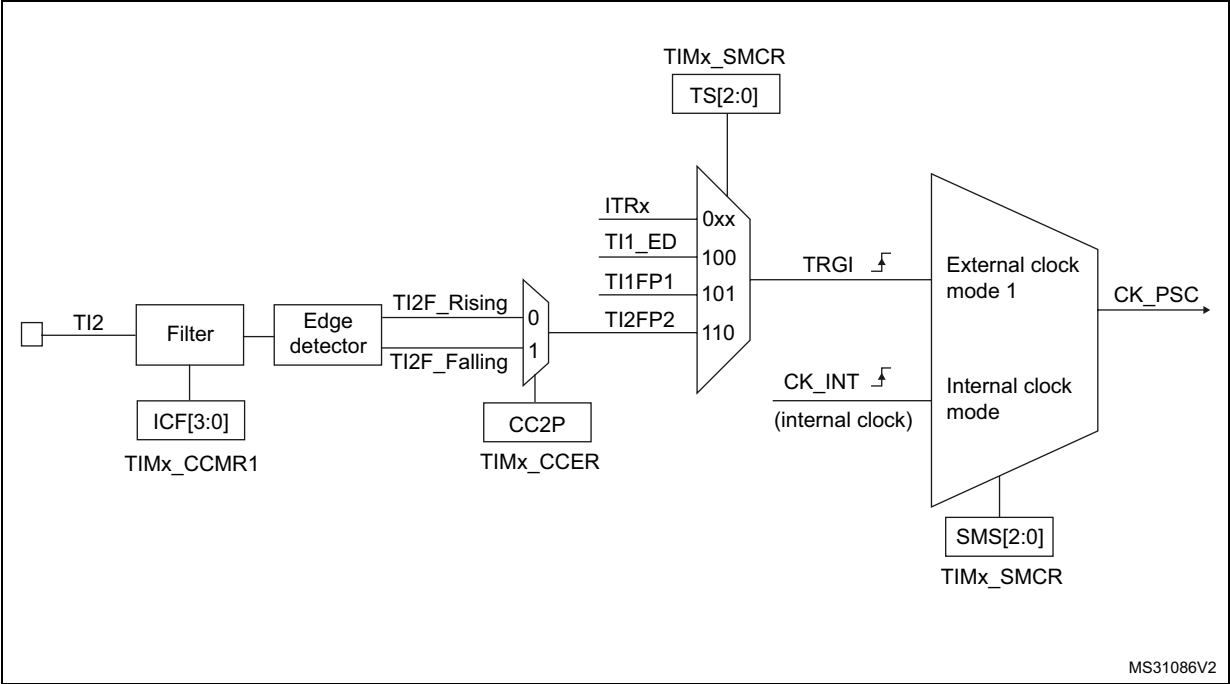 TIMx_SMCR
TS[2:0]
ITRx
0xx
TI1_ED
100
TI1FP1
101
TI2FP2
110
TRGI
External clock
mode 1
CK_PSC
TI2
Filter
Edge
detector
TI2F_Rising
0
TI2F_Falling
1
CK_INT
(internal clock)
Internal clock
mode
ICF[3:0]
TIMx_CCMR1
CC2P
TIMx_CCER
SMS[2:0]
TIMx_SMCR
MS31086V2